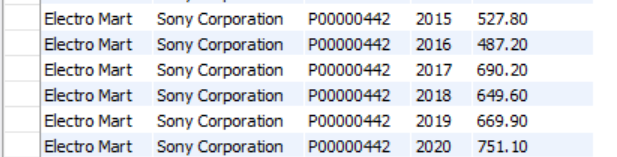 Electro Mart Sony Corporation P00000442 2015 527.80
Electro Mart Sony Corporation P00000442 2016 487.20
Electro Mart Sony Corporation P00000442 2017 690.20
Electro Mart Sony Corporation P00000442 2018 649.60
Electro Mart Sony Corporation P00000442 2019 669.90
Electro Mart Sony Corporation P00000442 2020 751.10